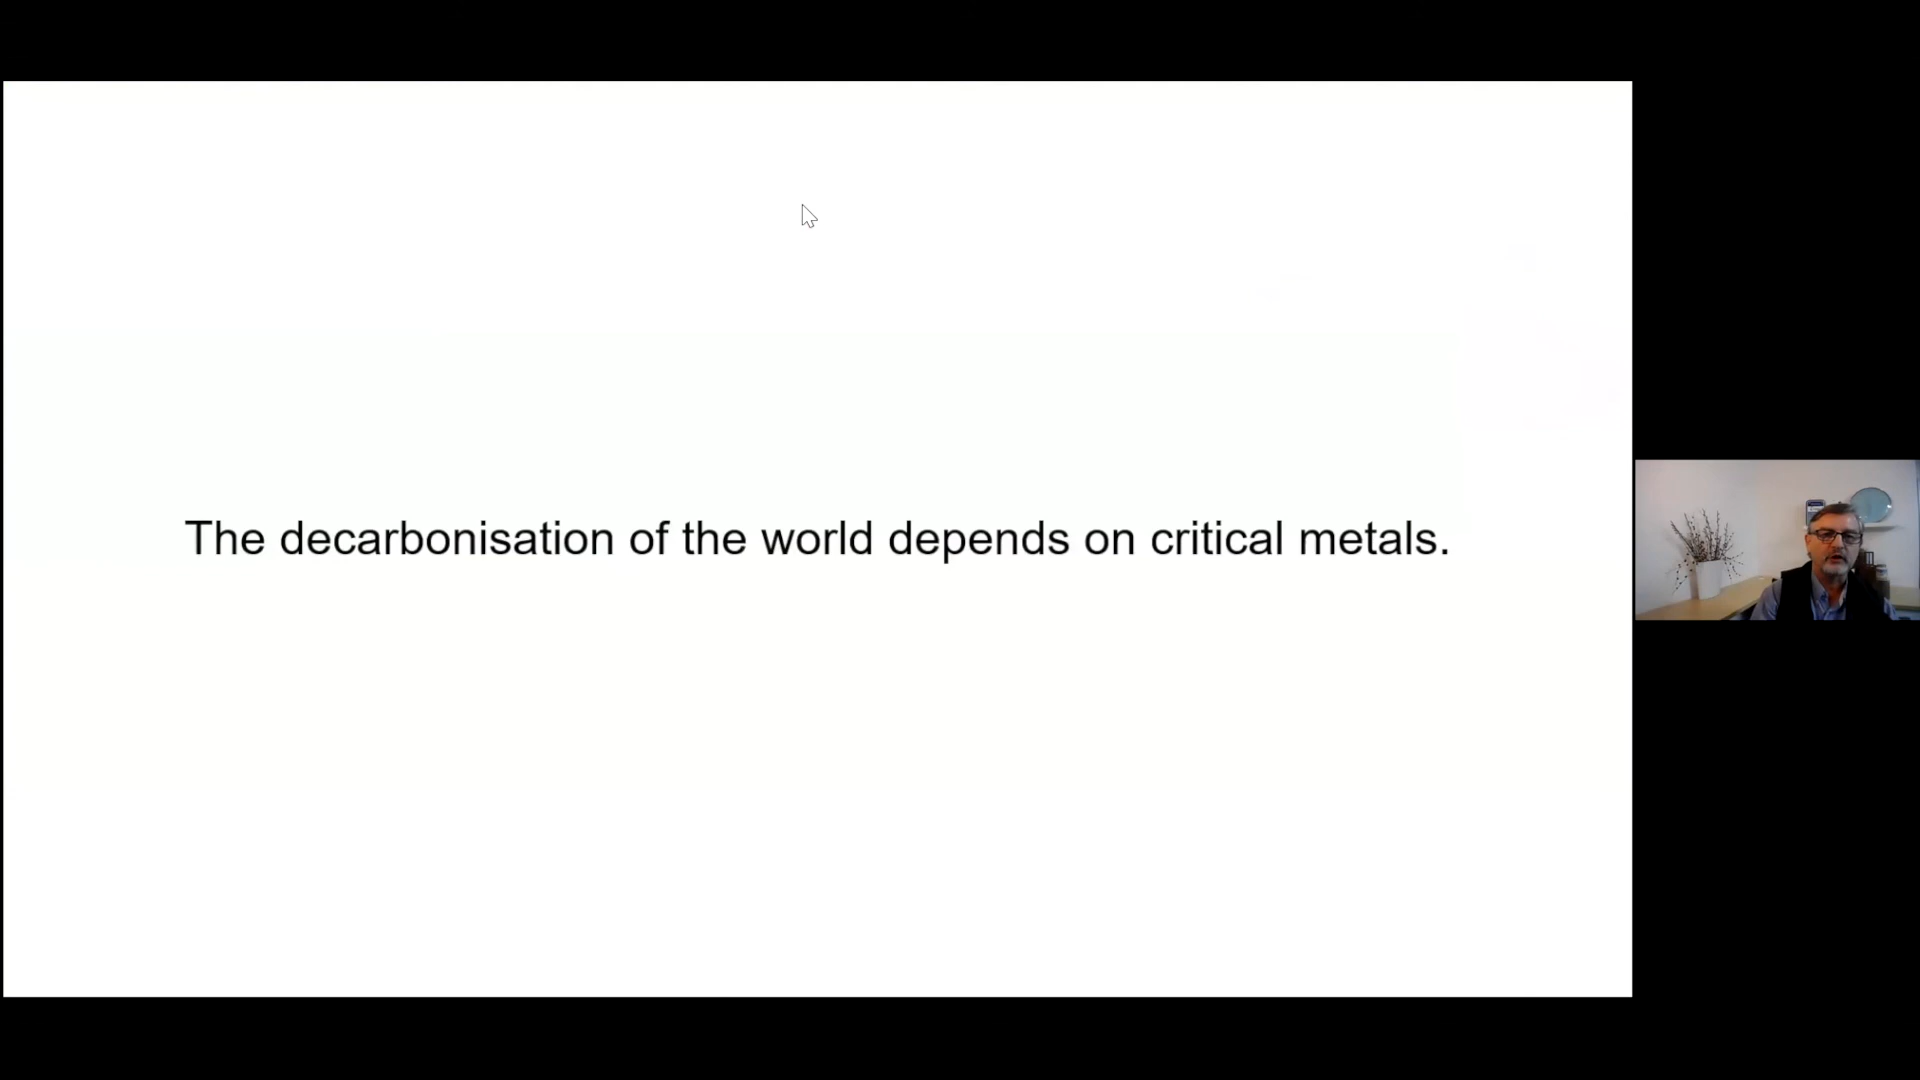 The decarbonisation of the world depends on critical metals.